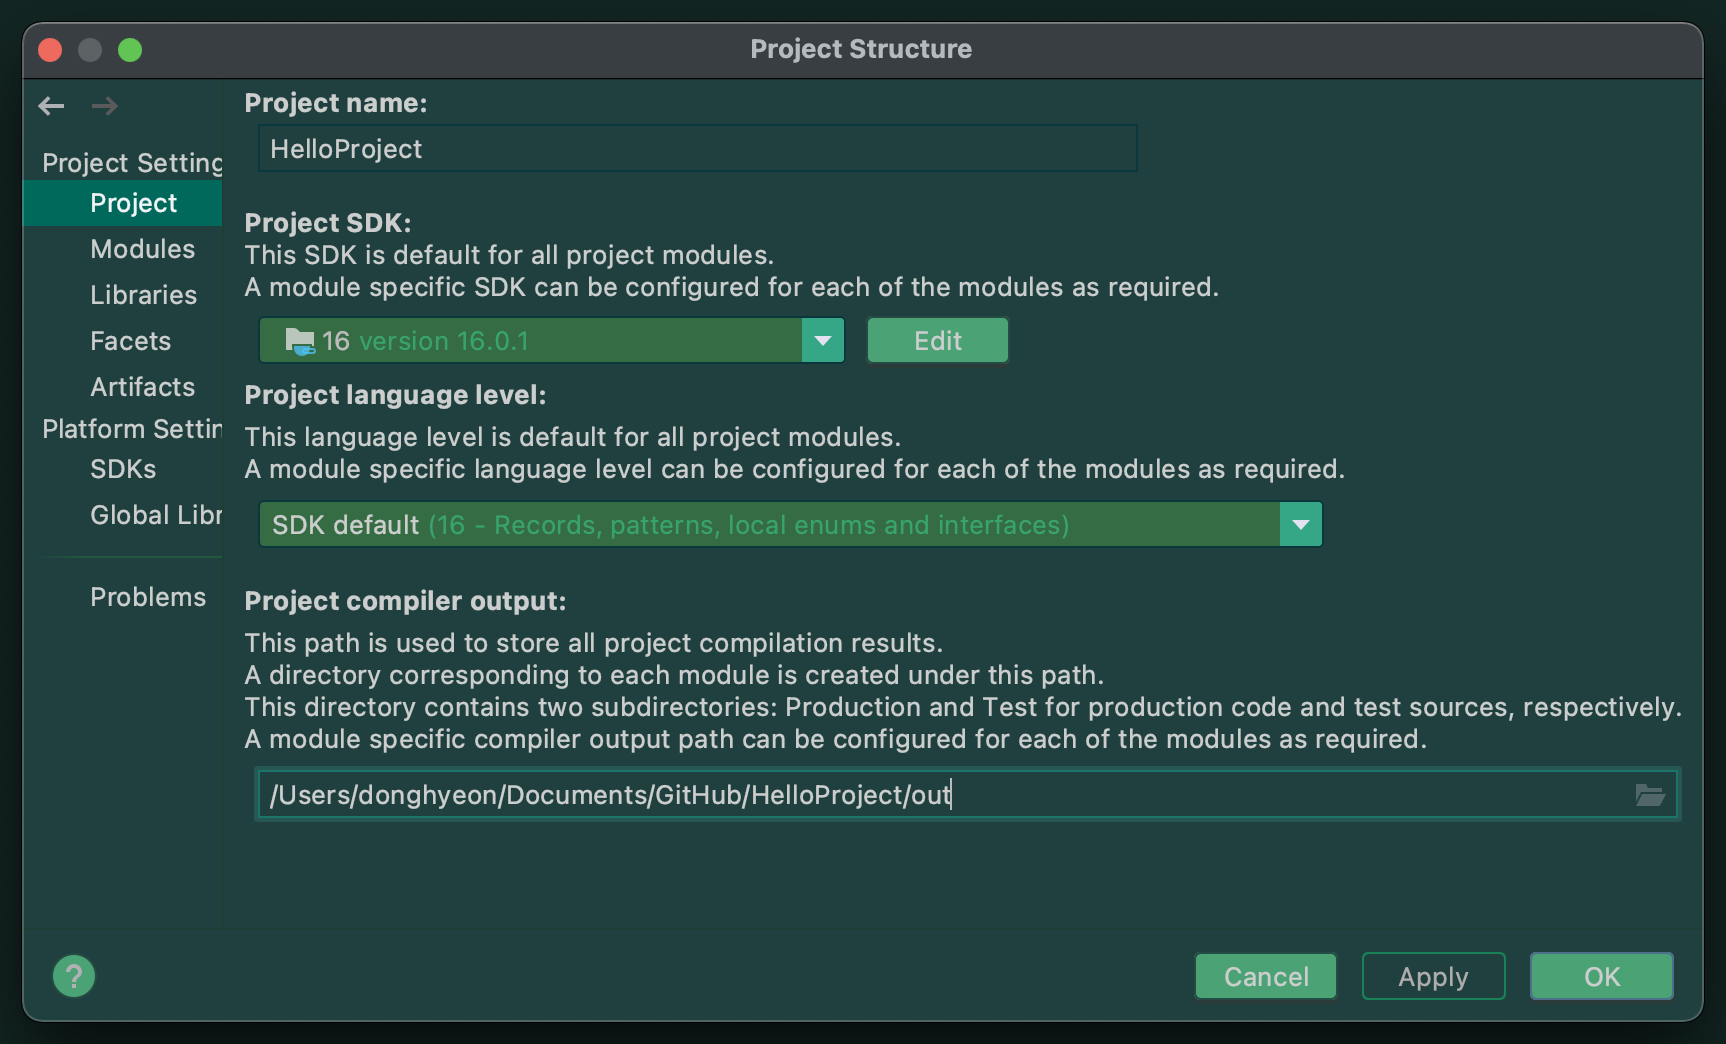 Project Structure
Project Setting
Project
Modules
Libraries
Facets
Artifacts
Platform Settin
SDKs
Global Libr
Problems
Project name:
HelloProject
Project SDK:
This SDK is default for all project modules.
A module specific SDK can be configured for each of the modules as required.
16 version 16.0.1
Edit
Project language level:
This language level is default for all project modules.
A module specific language level can be configured for each of the modules as required.
SDK default (16 - Records, patterns, local enums and interfaces)
Project compiler output:
This path is used to store all project compilation results.
A directory corresponding to each module is created under this path.
This directory contains two subdirectories: Production and Test for production code and test sources, respectively.
A module specific compiler output path can be configured for each of the modules as required.
/Users/donghyeon/Documents/GitHub/HelloProject/out
?
Cancel
Apply
OK